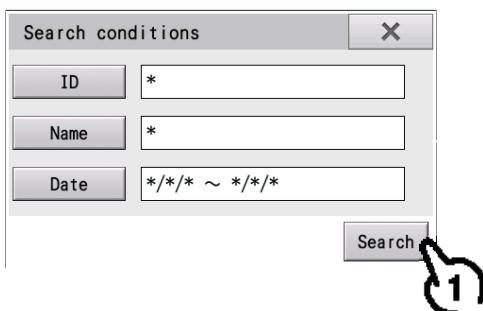 Search conditions ×
ID *
Name *
Date */*/* ～ */*/*
Search
1